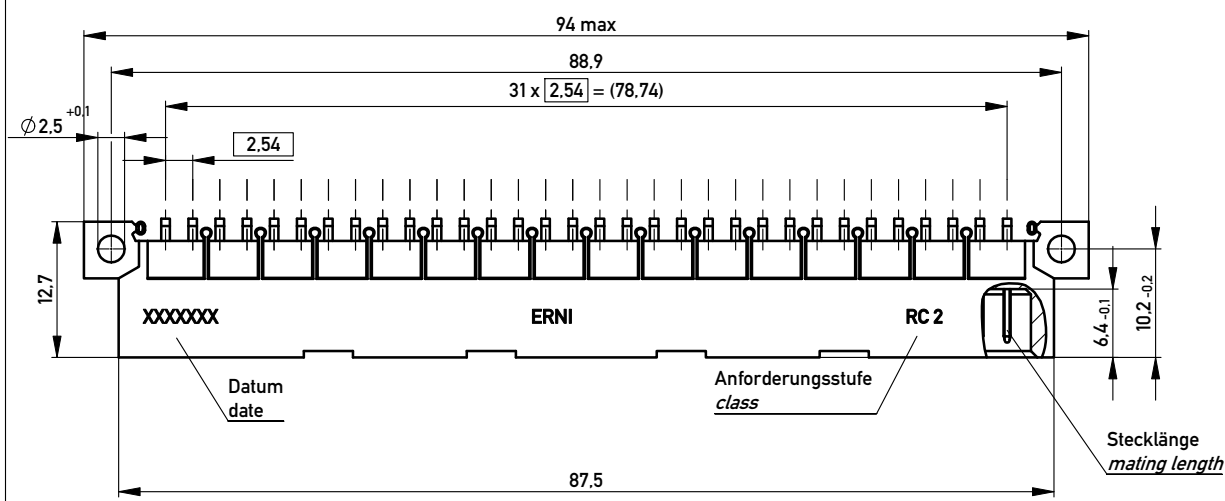 94 max
88,9
31 x 2,54 = (78,74)
Ø 2,5 +0,1
2,54
12,7
XXXXXXX
ERNI
RC 2
6,4 -0,1
10,2 -0,2
Datum
date
Anforderungsstufe
class
Stecklänge
mating length
87,5